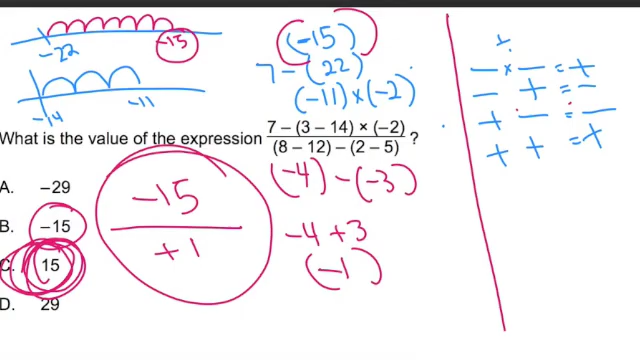 -22
-15
-14
-11
(-15)
7-(22)
(-11)×(-2)
What is the value of the expression 7 – (3 – 14) × (–2) / (8 – 12) – (2 – 5) ?
(-4) -(-3)
-4+3
(-1)
A. –29
B. –15
C. 15
D. 29
-15
+1
÷
- × - = +
- + = -
+ - = -
+ + = +